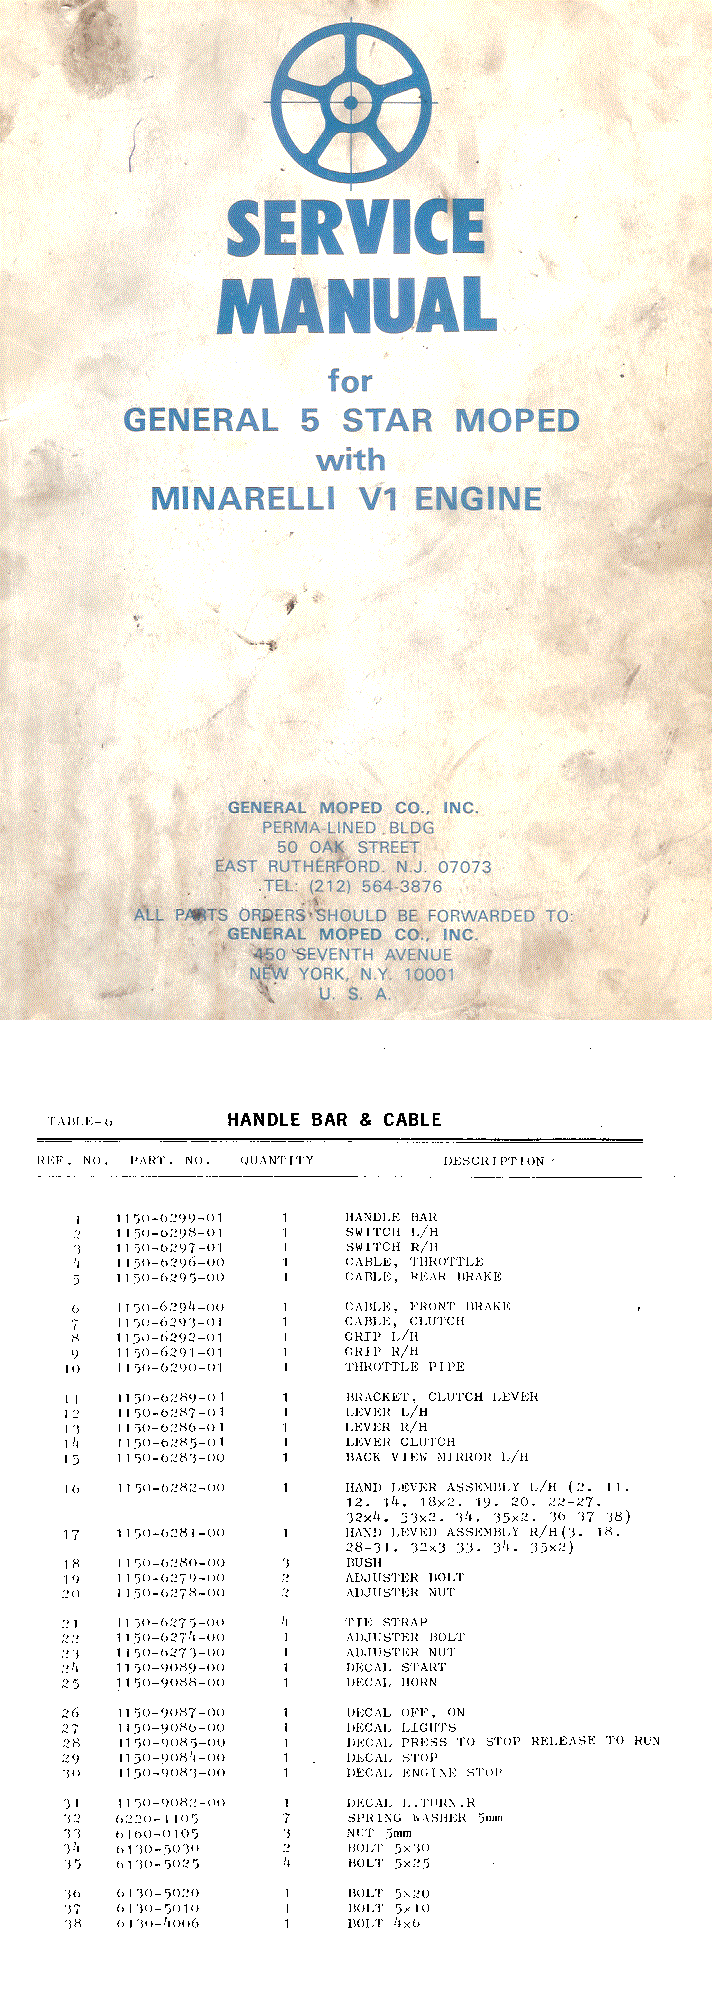 SERVICE
MANUAL
for
GENERAL 5 STAR MOPED
with
MINARELLI V1 ENGINE
GENERAL MOPED CO., INC.
PERMA-LINED BLDG
50 OAK STREET
EAST RUTHERFORD. N.J. 07073
TEL: (212) 564-3876
ALL PARTS ORDERS SHOULD BE FORWARDED TO:
GENERAL MOPED CO., INC.
450 SEVENTH AVENUE
NEW YORK, N.Y. 10001
U. S. A.
TABLE-6 HANDLE BAR & CABLE
REF. NO. PART. NO. QUANTITY DESCRIPTION
1 1150-6299-01 1 HANDLE BAR
2 1150-6298-01 1 SWITCH L/H
3 1150-6297-01 1 SWITCH R/H
4 1150-6296-00 1 CABLE, THROTTLE
5 1150-6295-00 1 CABLE, REAR BRAKE
6 1150-6294-00 1 CABLE, FRONT BRAKE
7 1150-6293-01 1 CABLE, CLUTCH
8 1150-6292-01 1 GRIP L/H
9 1150-6291-01 1 GRIP R/H
10 1150-6290-01 1 THROTTLE PIPE
11 1150-6289-01 1 BRACKET, CLUTCH LEVER
12 1150-6287-01 1 LEVER L/H
13 1150-6286-01 1 LEVER R/H
14 1150-6285-01 1 LEVER CLUTCH
15 1150-6283-00 1 BACK VIEW MIRROR L/H
16 1150-6282-00 1 HAND LEVER ASSEMBLY L/H (2. 11.
12. 14. 18x2. 19. 20. 22-27.
32x4. 33x2. 34. 35x2. 36 37 38)
17 1150-6281-00 1 HAND LEVED ASSEMBLY R/H(3. 18.
28-31. 32x3 33. 34. 35x2)
18 1150-6280-00 3 BUSH
19 1150-6279-00 2 ADJUSTER BOLT
20 1150-6278-00 2 ADJUSTER NUT
21 1150-6275-00 4 TIE STRAP
22 1150-6274-00 1 ADJUSTER BOLT
23 1150-6273-00 1 ADJUSTER NUT
24 1150-9089-00 1 DECAL START
25 1150-9088-00 1 DECAL HORN
26 1150-9087-00 1 DECAL OFF, ON
27 1150-9086-00 1 DECAL LIGHTS
28 1150-9085-00 1 DECAL PRESS TO STOP RELEASE TO RUN
29 1150-9084-00 1 DECAL STOP
30 1150-9083-00 1 DECAL ENGINE STOP
31 1150-9082-00 1 DECAL L.TURN.R
32 6220-1105 7 SPRING WASHER 5mm
33 6160-0105 3 NUT 5mm
34 6130-5030 2 BOLT 5x30
35 6130-5025 4 BOLT 5x25
36 6130-5020 1 BOLT 5x20
37 6130-5010 1 BOLT 5x10
38 6130-4006 1 BOLT 4x6